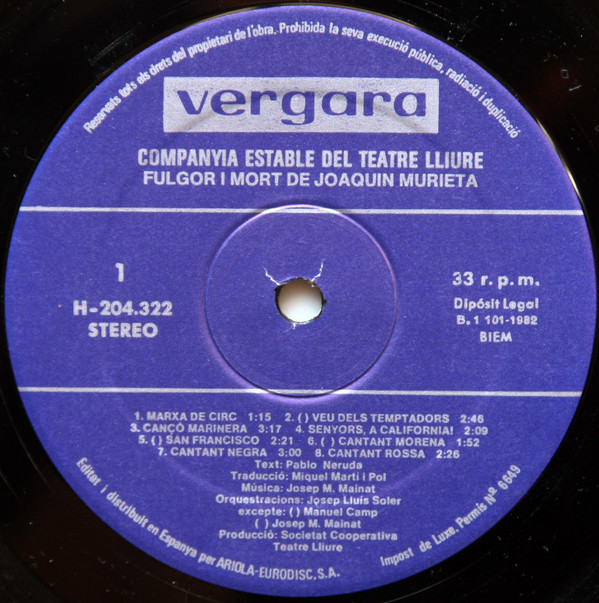 Reservats tots els drets del propietari de l'obra. Prohibida la seva execució pública, radiació i duplicació
vergara
COMPANYIA ESTABLE DEL TEATRE LLIURE
FULGOR I MORT DE JOAQUIN MURIETA
1
H-204.322
STEREO
33 r.p.m.
Dipòsit Legal
B. 1 101-1982
BIEM
1. MARXA DE CIRC 1:15 2. ( ) VEU DELS TEMPTADORS 2:46
3. CANÇÓ MARINERA 3:17 4. SENYORS, A CALIFORNIA! 2:09
5. ( ) SAN FRANCISCO 2:21 6. ( ) CANTANT MORENA 1:52
7. CANTANT NEGRA 3:00 8. CANTANT ROSSA 2:26
Text: Pablo Neruda
Traducció: Miquel Martí i Pol
Música: Josep M. Mainat
Orquestracions: Josep Lluís Soler
excepte: ( ) Manuel Camp
( ) Josep M. Mainat
Producció: Societat Cooperativa
Teatre Lliure
Editat i distribuït en Espanya per ARIOLA-EURODISC, S.A.
Impost de Luxe. Permís Nº 6649